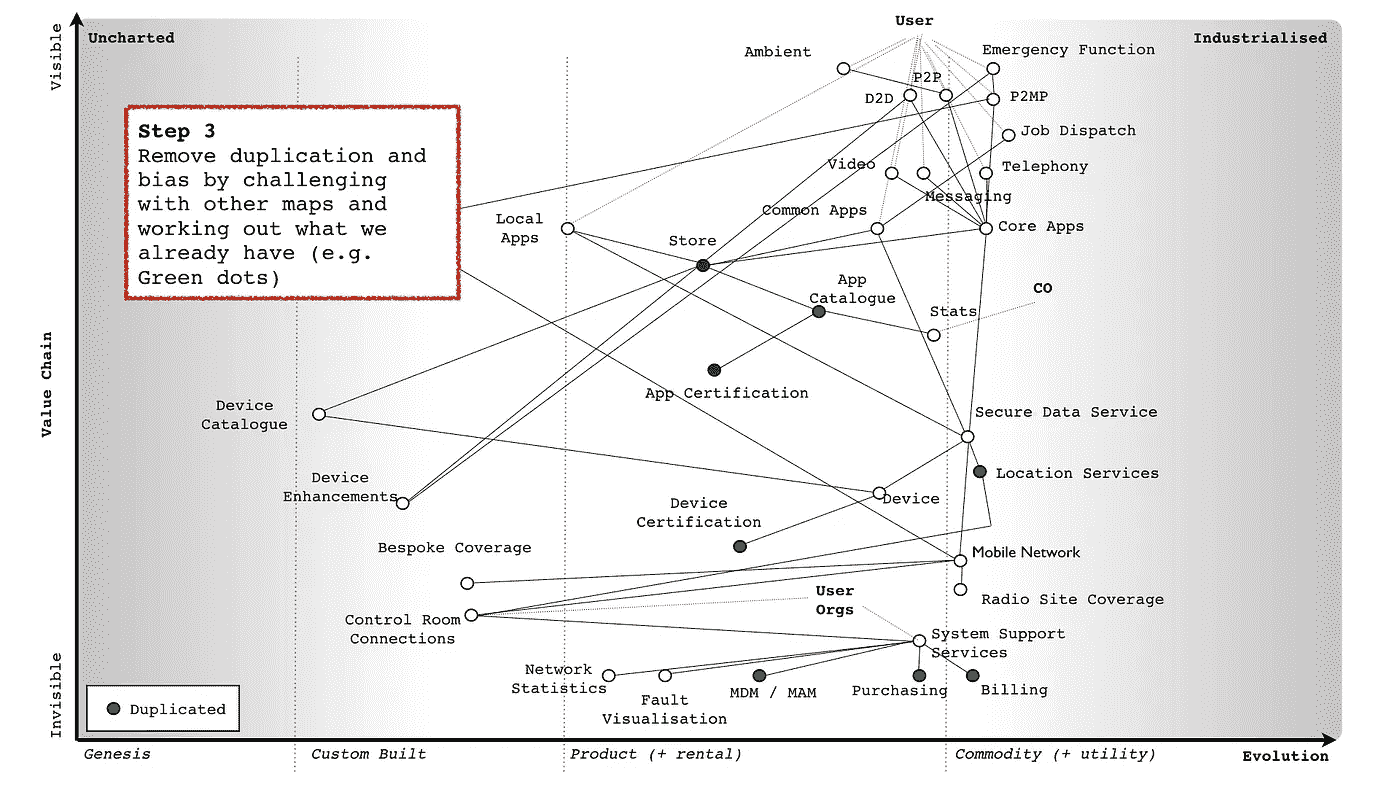 User
Visible
Uncharted
Industrialised
Ambient
Emergency Function
P2P
D2D
P2MP
Step 3
Remove duplication and
bias by challenging
with other maps and
working out what we
already have (e.g.
Green dots)
Job Dispatch
Video
Telephony
Messaging
Common Apps
Local
Apps
Core Apps
Store
App
Catalogue
CO
Stats
Value Chain
App Certification
Device
Catalogue
Secure Data Service
Device
Enhancements
Location Services
Device
Device
Certification
Bespoke Coverage
Mobile Network
User
Orgs
Radio Site Coverage
Control Room
Connections
System Support
Services
Network
Statistics
Fault
Visualisation
MDM / MAM
Purchasing
Billing
Invisible
Duplicated
Genesis
Custom Built
Product (+ rental)
Commodity (+ utility)
Evolution